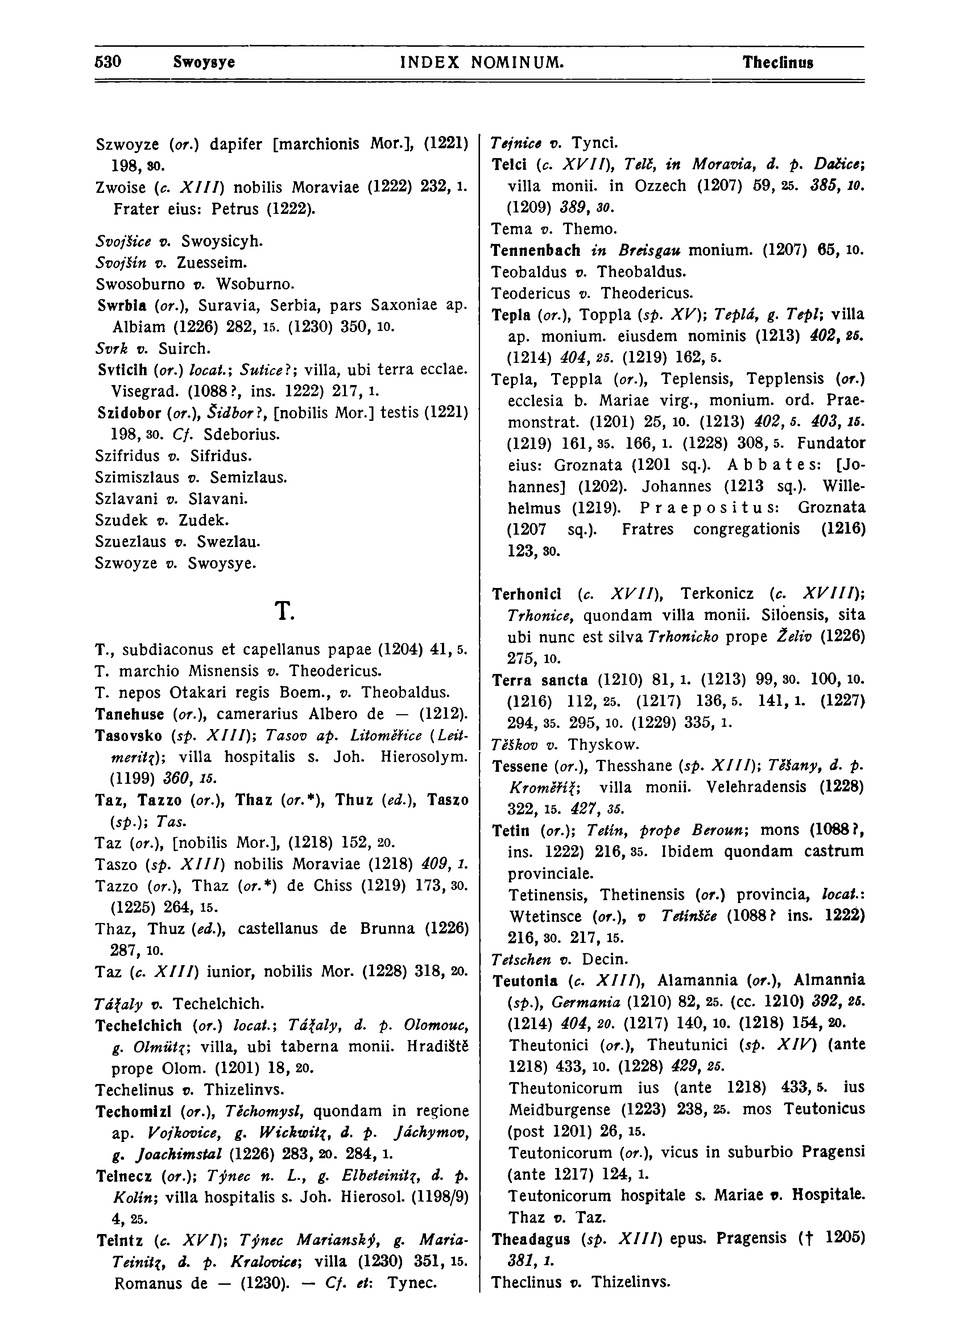 530 Swoysye INDEX NOMINUM. Theclinus
Szwoyze (or.) dapifer [marchionis Mor.], (1221)
198, 30.
Zwoise (c. XIII) nobilis Moraviae (1222) 232, 1.
Frater eius: Petrus (1222).
Svojšice v. Swoysicyh.
Svojšín v. Zuesseim.
Swosoburno v. Wsoburno.
Swrbia (or.), Suravia, Serbia, pars Saxoniae ap.
Albiam (1226) 282, 15. (1230) 350, 10.
Svrk v. Suirch.
Svticih (or.) locat.; Sutice?; villa, ubi terra ecclae.
Visegrad. (1088?, ins. 1222) 217, 1.
Szidobor (or.), Šidbor?, [nobilis Mor.] testis (1221)
198, 30. Cf. Sdeborius.
Szifridus v. Sifridus.
Szimiszlaus v. Semizlaus.
Szlavani v. Slavani.
Szudek v. Zudek.
Szuezlaus v. Swezlau.
Szwoyze v. Swoysye.
T.
T., subdiaconus et capellanus papae (1204) 41, 5.
T. marchio Misnensis v. Theodericus.
T. nepos Otakari regis Boem., v. Theobaldus.
Tanehuse (or.), camerarius Albero de — (1212).
Tasovsko (sp. XIII); Tasov ap. Litoměřice (Leit-
meritz); villa hospitalis s. Joh. Hierosolym.
(1199) 360, 15.
Taz, Tazzo (or.), Thaz (or.*), Thuz (ed.), Taszo
(sp.); Tas.
Taz (or.), [nobilis Mor.], (1218) 152, 20.
Taszo (sp. XIII) nobilis Moraviae (1218) 409, 1.
Tazzo (or.), Thaz (or.*) de Chiss (1219) 173, 30.
(1225) 264, 15.
Thaz, Thuz (ed.), castellanus de Brunna (1226)
287, 10.
Taz (c. XIII) iunior, nobilis Mor. (1228) 318, 20.
Tážaly v. Techelchich.
Techelchich (or.) locat.; Tážaly, d. p. Olomouc,
g. Olmütz; villa, ubi taberna monii. Hradiště
prope Olom. (1201) 18, 20.
Techelinus v. Thizelinvs.
Techomizl (or.), Těchomysl, quondam in regione
ap. Vojkovice, g. Wickwitz, d. p. Jáchymov,
g. Joachimstal (1226) 283, 20. 284, 1.
Teinecz (or.); Týnec n. L., g. Elbeteinitz, d. p.
Kolín; villa hospitalis s. Joh. Hierosol. (1198/9)
4, 25.
Teintz (c. XVI); Týnec Marianský, g. Maria-
Teinitz, d. p. Kralovice; villa (1230) 351, 15.
Romanus de — (1230). — Cf. et: Tynec.
Tejnice v. Tynci.
Telci (c. XVII), Telč, in Moravia, d. p. Dačice;
villa monii. in Ozzech (1207) 59, 25. 385, 10.
(1209) 389, 30.
Tema v. Themo.
Tennenbach in Breisgau monium. (1207) 65, 10.
Teobaldus v. Theobaldus.
Teodericus v. Theodericus.
Tepla (or.), Toppla (sp. XV); Teplá, g. Tepl; villa
ap. monium. eiusdem nominis (1213) 402, 25.
(1214) 404, 25. (1219) 162, 5.
Tepla, Teppla (or.), Teplensis, Tepplensis (or.)
ecclesia b. Mariae virg., monium. ord. Prae-
monstrat. (1201) 25, 10. (1213) 402, 5. 403, 15.
(1219) 161, 35. 166, 1. (1228) 308, 5. Fundator
eius: Groznata (1201 sq.). Abbates: [Jo-
hannes] (1202). Johannes (1213 sq.). Wille-
helmus (1219). Praepositus: Groznata
(1207 sq.). Fratres congregationis (1216)
123, 30.
Terhonici (c. XVII), Terkonicz (c. XVIII);
Trhonice, quondam villa monii. Siloensis, sita
ubi nunc est silva Trhonicko prope Želiv (1226)
275, 10.
Terra sancta (1210) 81, 1. (1213) 99, 30. 100, 10.
(1216) 112, 25. (1217) 136, 5. 141, 1. (1227)
294, 35. 295, 10. (1229) 335, 1.
Těškov v. Thyskow.
Tessene (or.), Thesshane (sp. XIII); Těšany, d. p.
Kroměříž; villa monii. Velehradensis (1228)
322, 15. 427, 35.
Tetin (or.); Tetín, prope Beroun; mons (1088?,
ins. 1222) 216, 35. Ibidem quondam castrum
provinciale.
Tetinensis, Thetinensis (or.) provincia, locat.:
Wtetinsce (or.), v Tetinšče (1088? ins. 1222)
216, 30. 217, 15.
Tetschen v. Decin.
Teutonia (c. XIII), Alamannia (or.), Almannia
(sp.), Germania (1210) 82, 25. (cc. 1210) 392, 25.
(1214) 404, 20. (1217) 140, 10. (1218) 154, 20.
Theutonici (or.), Theutunici (sp. XIV) (ante
1218) 433, 10. (1228) 429, 25.
Theutonicorum ius (ante 1218) 433, 5. ius
Meidburgense (1223) 238, 25. mos Teutonicus
(post 1201) 26, 15.
Teutonicorum (or.), vicus in suburbio Pragensi
(ante 1217) 124, 1.
Teutonicorum hospitale s. Mariae v. Hospitale.
Thaz v. Taz.
Theadagus (sp. XIII) epus. Pragensis († 1205)
381, 1.
Theclinus v. Thizelinvs.